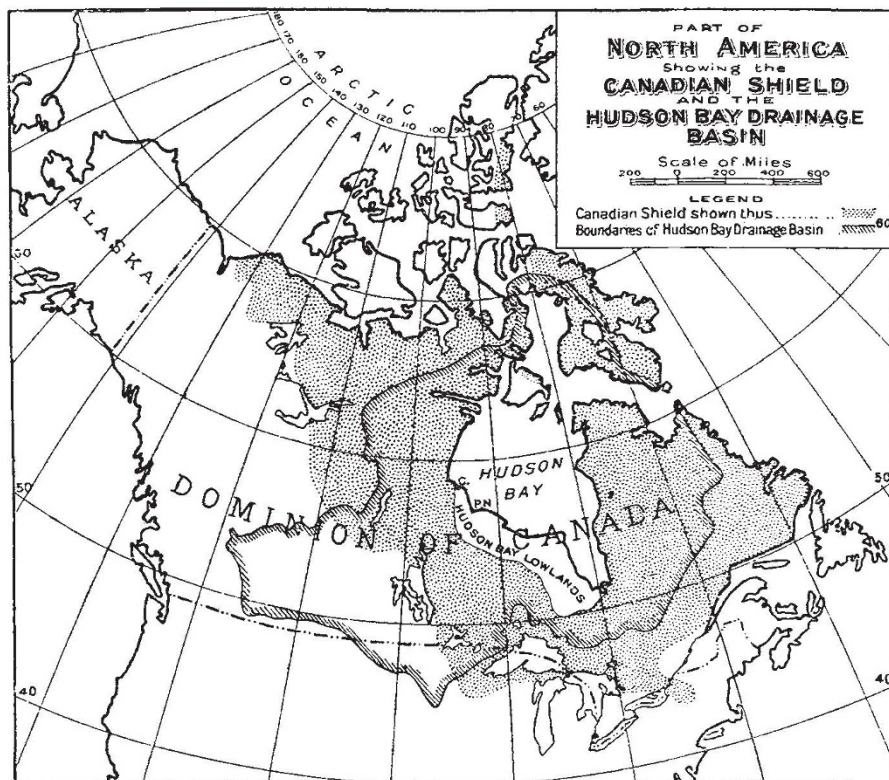 PART OF
NORTH AMERICA
Showing the
CANADIAN SHIELD
AND THE
HUDSON BAY DRAINAGE
BASIN
Scale of Miles
200 0 200 400 600
LEGEND
Canadian Shield shown thus
Boundaries of Hudson Bay Drainage Basin
60
ARCTIC
OCEAN
180 170 160 150 140 130 120 110 100 90 80 70 60
ALASKA
60
HUDSON
BAY
C.
P.N.
HUDSON BAY LOWLANDS
DOMINION OF CANADA
50
50
40
40